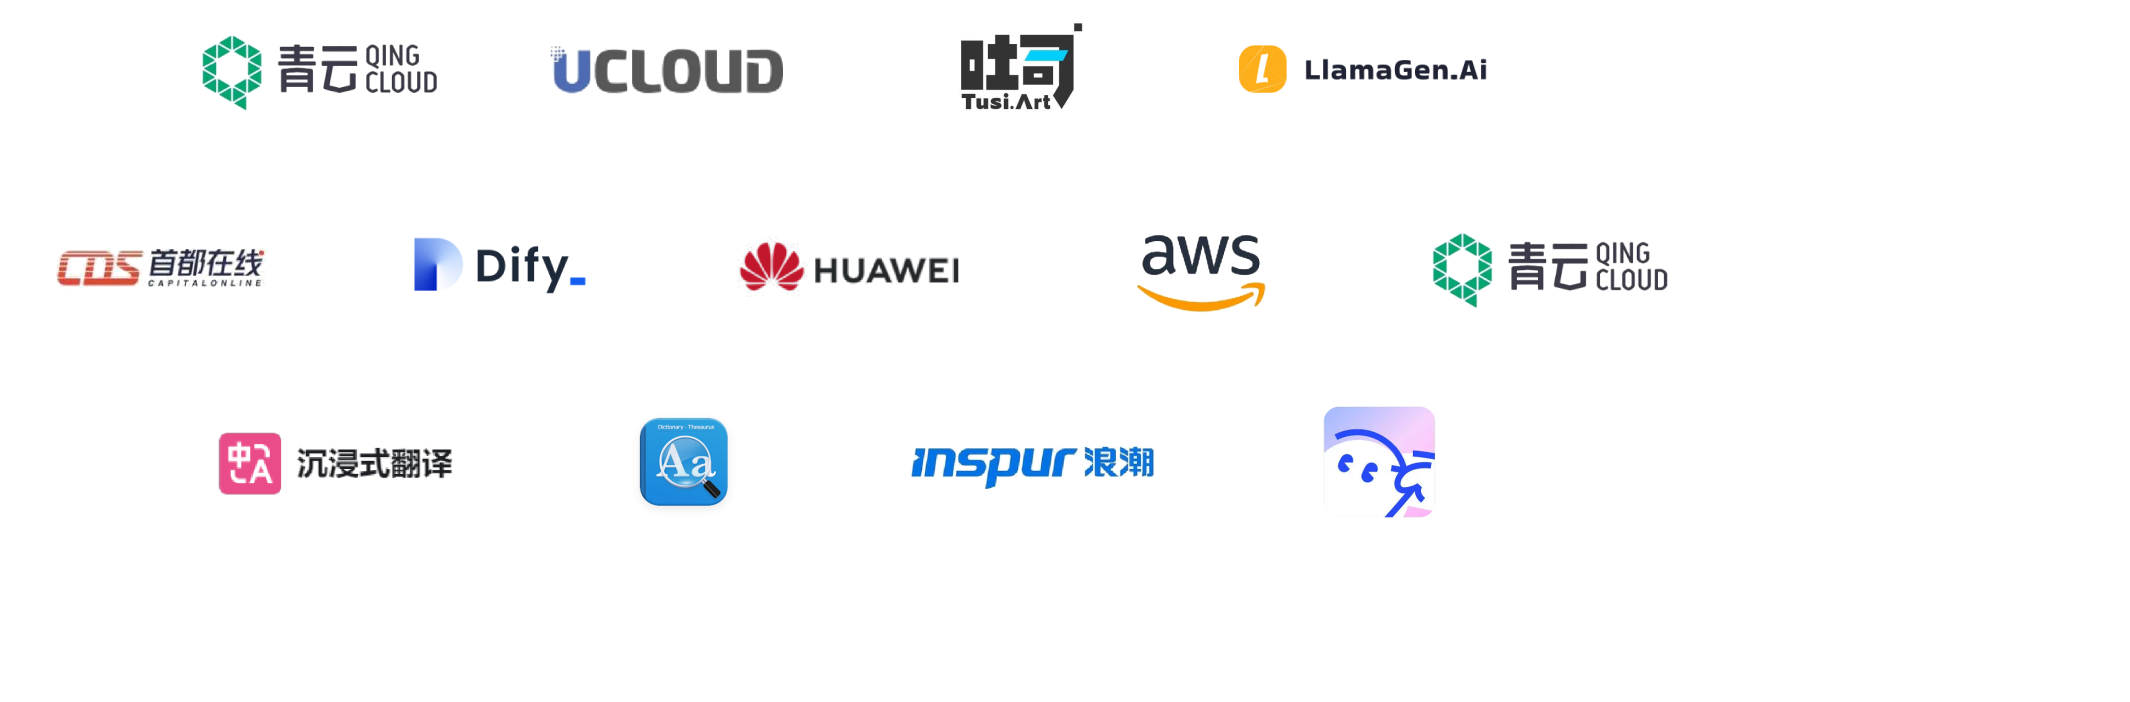 青云 QING CLOUD
UCLOUD
吐司
Tusi.Art
LlamaGen.Ai
CDS 首都在线
CAPITALONLINE
Dify_
HUAWEI
aws
青云 QING CLOUD
中A 沉浸式翻译
Dictionary - Thesaurus
Aa
inspur 浪潮